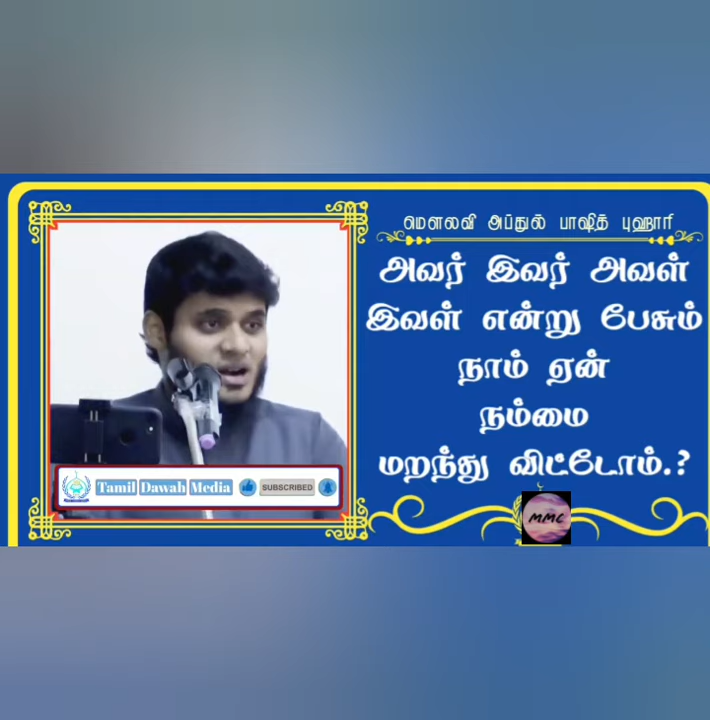 மௌலவி அப்துல் பாஷித் புஹாரி
அவர் இவர் அவள்
இவள் என்று பேசும்
நாம் ஏன்
நம்மை
மறந்து விட்டோம்.?
Tamil Dawah Media SUBSCRIBED
MMC